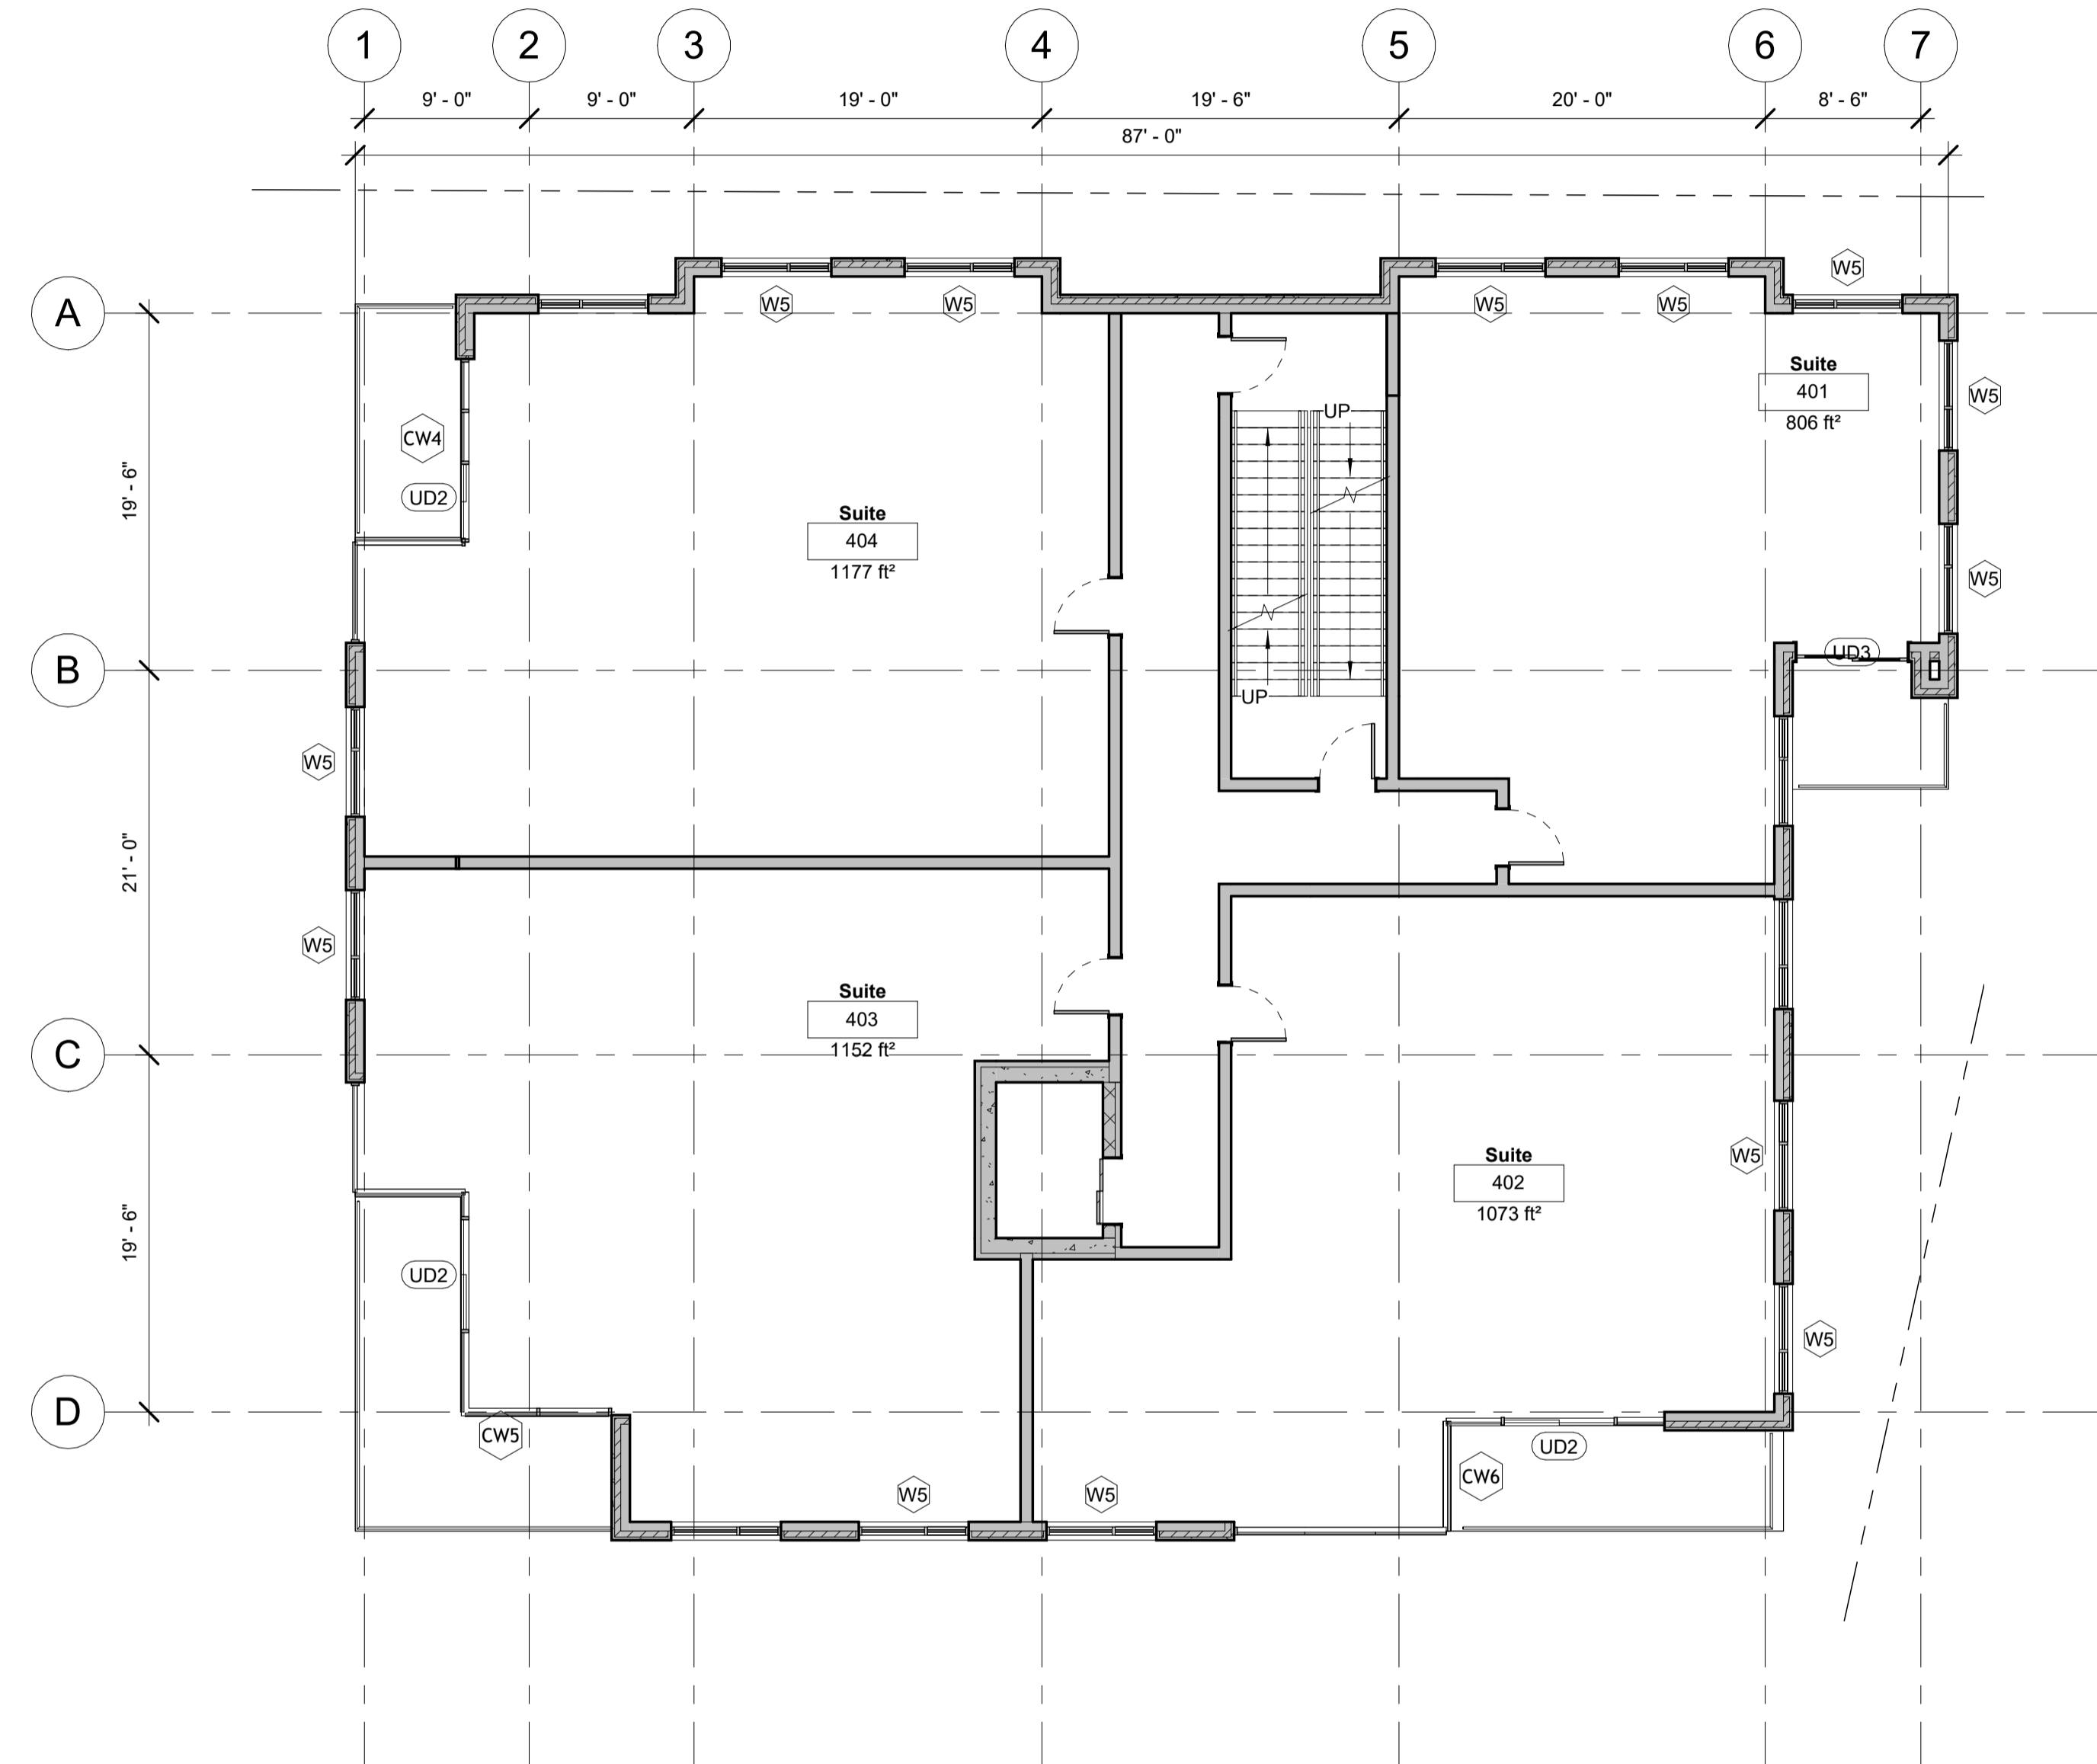 1 2 3 4 5 6 7
9' - 0" 9' - 0" 19' - 0" 19' - 6" 20' - 0" 8' - 6"
87' - 0"
W5
A
W5 W5 W5 W5
Suite
401
806 ft²
W5
UP
CW4
UD2
19' - 6"
Suite
404
1177 ft²
W5
UD3
B
UP
W5
21' - 0"
W5
Suite
403
1152 ft²
C
Suite
402
1073 ft²
W5
19' - 6"
UD2
W5
D
CW5
UD2
CW6
W5 W5